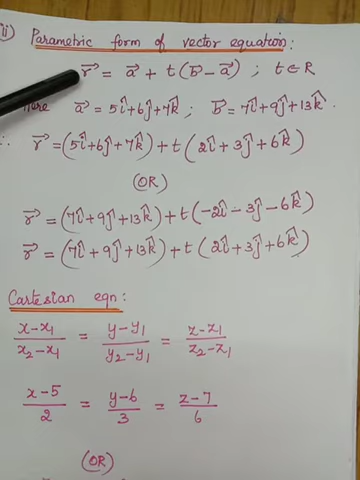 ii) Parametric form of vector equation:
r⃗ = a⃗ + t(b⃗ − a⃗) ; t ∈ R
here a⃗ = 5î+6ĵ+7k̂ ; b⃗ = 7î+9ĵ+13k̂
∴ r⃗ = (5î+6ĵ+7k̂) + t(2î+3ĵ+6k̂)
(OR)
r⃗ = (7î+9ĵ+13k̂) + t(−2î−3ĵ−6k̂)
r⃗ = (7î+9ĵ+13k̂) + t(2î+3ĵ+6k̂)
Cartesian eqn:
(x−x₁)/(x₂−x₁) = (y−y₁)/(y₂−y₁) = (z−z₁)/(z₂−z₁)
(x−5)/2 = (y−6)/3 = (z−7)/6
(OR)